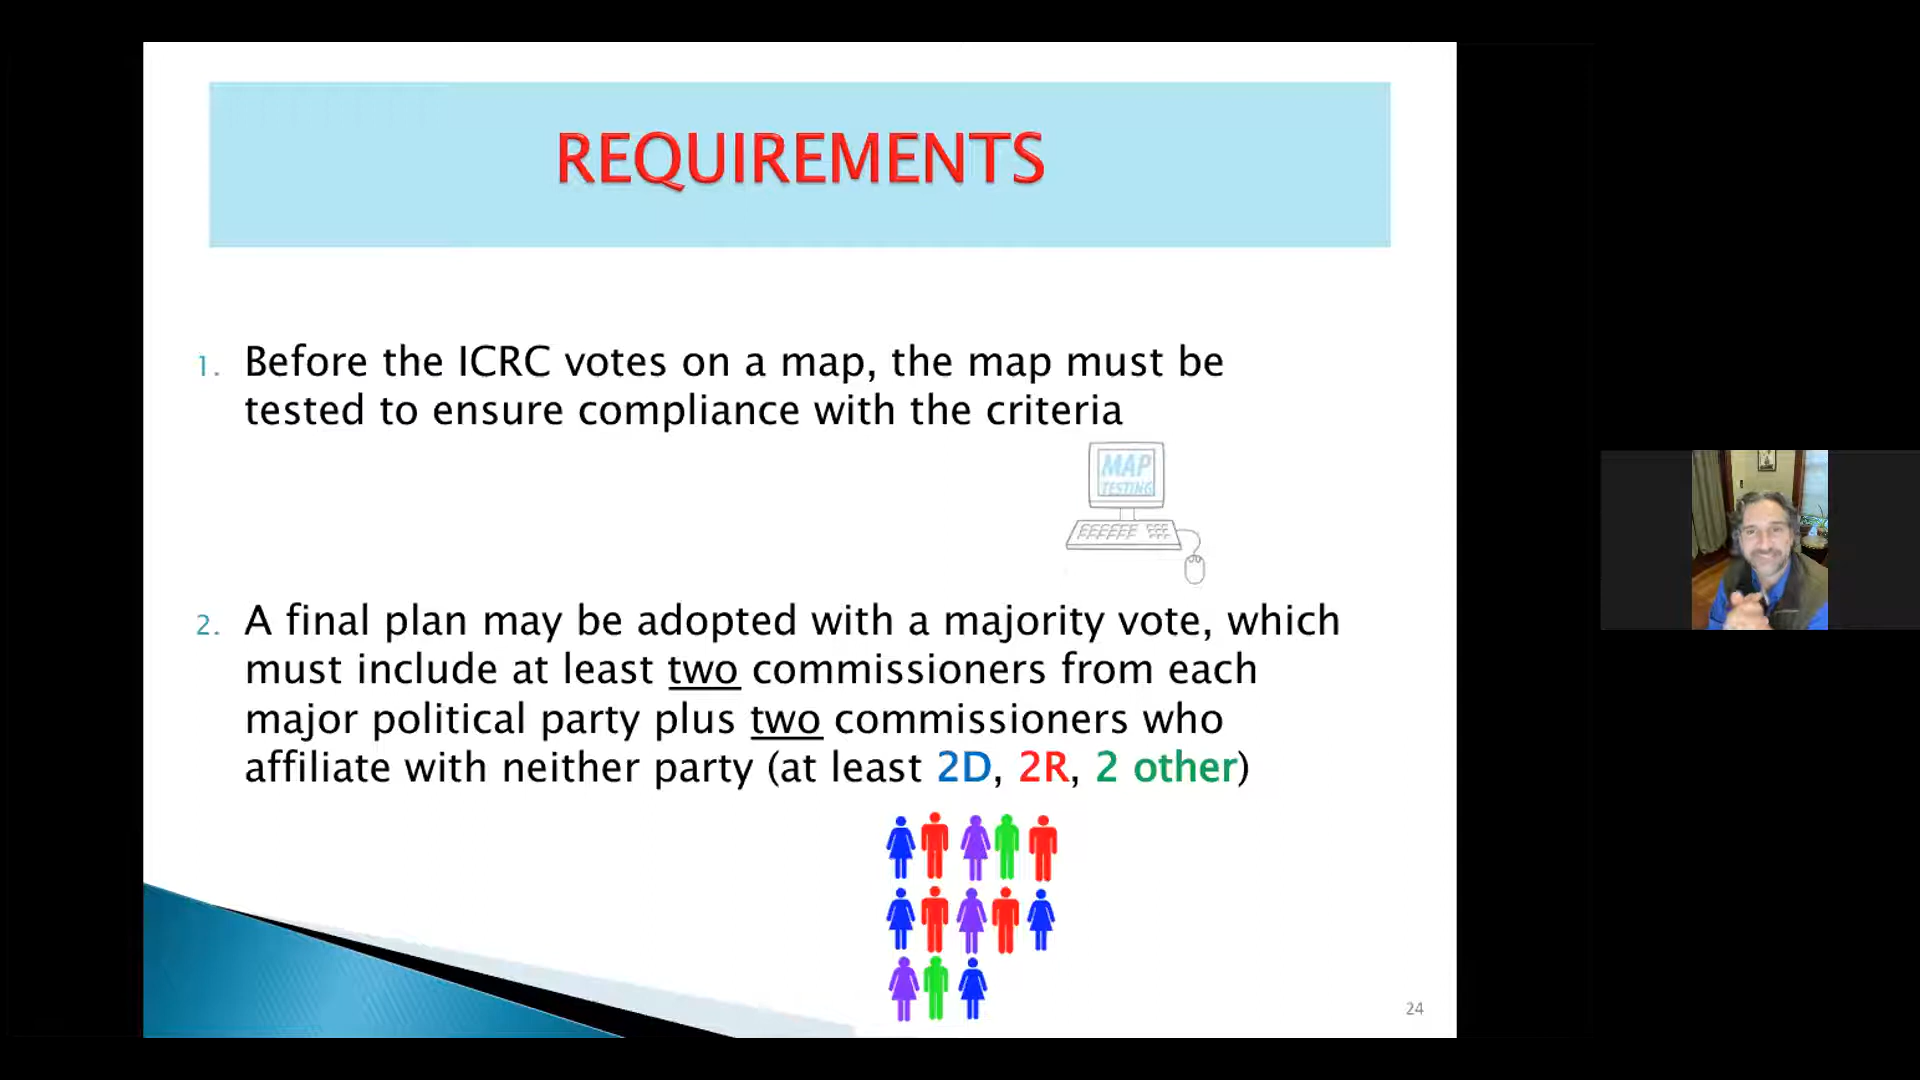 REQUIREMENTS
1. Before the ICRC votes on a map, the map must be
tested to ensure compliance with the criteria
MAP
TESTING
2. A final plan may be adopted with a majority vote, which
must include at least two commissioners from each
major political party plus two commissioners who
affiliate with neither party (at least 2D, 2R, 2 other)
24